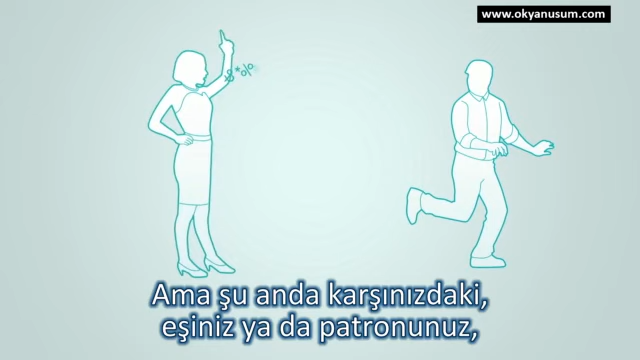 www.okyanusum.com
$*%
Ama şu anda karşınızdaki,
eşiniz ya da patronunuz,